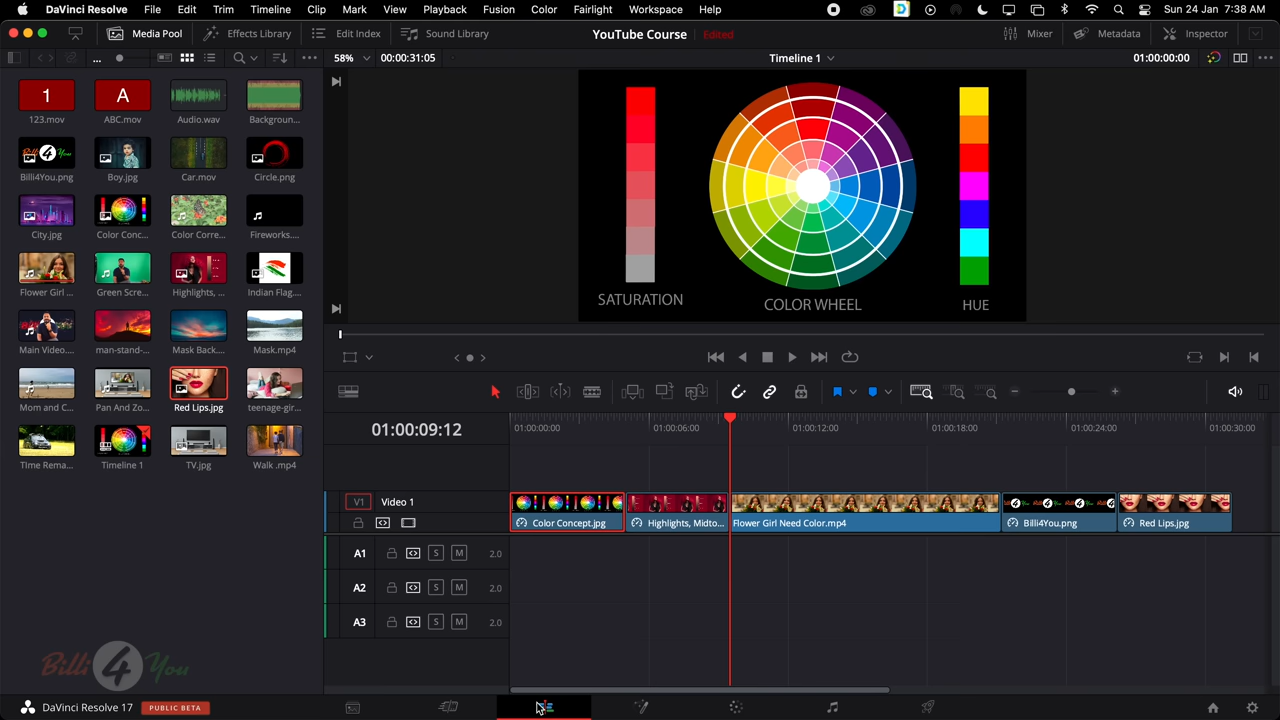 DaVinci Resolve File Edit Trim Timeline Clip Mark View Playback Fusion Color Fairlight Workspace Help Sun 24 Jan 7:38 AM
Media Pool Effects Library Edit Index Sound Library YouTube Course Edited Mixer Metadata Inspector
... 58% 00:00:31:05 Timeline 1 01:00:00:00
1 A
123.mov ABC.mov Audio.wav Backgroun...
Billi4You.png Boy.jpg Car.mov Circle.png
City.jpg Color Conc... Color Corre... Fireworks....
Flower Girl ... Green Scre... Highlights, ... Indian Flag....
Main Video.... man-stand-... Mask Back.... Mask.mp4
Mom and C... Pan And Zo... Red Lips.jpg teenage-gir...
TIme Rema... Timeline 1 TV.jpg Walk .mp4
SATURATION COLOR WHEEL HUE
01:00:09:12
01:00:00:00 01:00:06:00 01:00:12:00 01:00:18:00 01:00:24:00 01:00:30:00
V1 Video 1
Color Concept.jpg Highlights, Midto... Flower Girl Need Color.mp4 Billi4You.png Red Lips.jpg
A1 S M 2.0
A2 S M 2.0
A3 S M 2.0
Billi 4 You
DaVinci Resolve 17 PUBLIC BETA